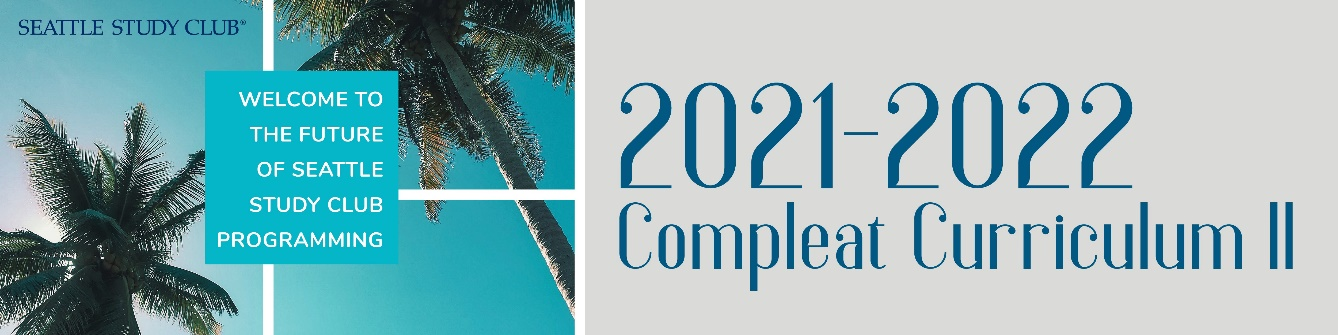 SEATTLE STUDY CLUB®
WELCOME TO
THE FUTURE
OF SEATTLE
STUDY CLUB
PROGRAMMING
2021-2022
Compleat Curriculum II